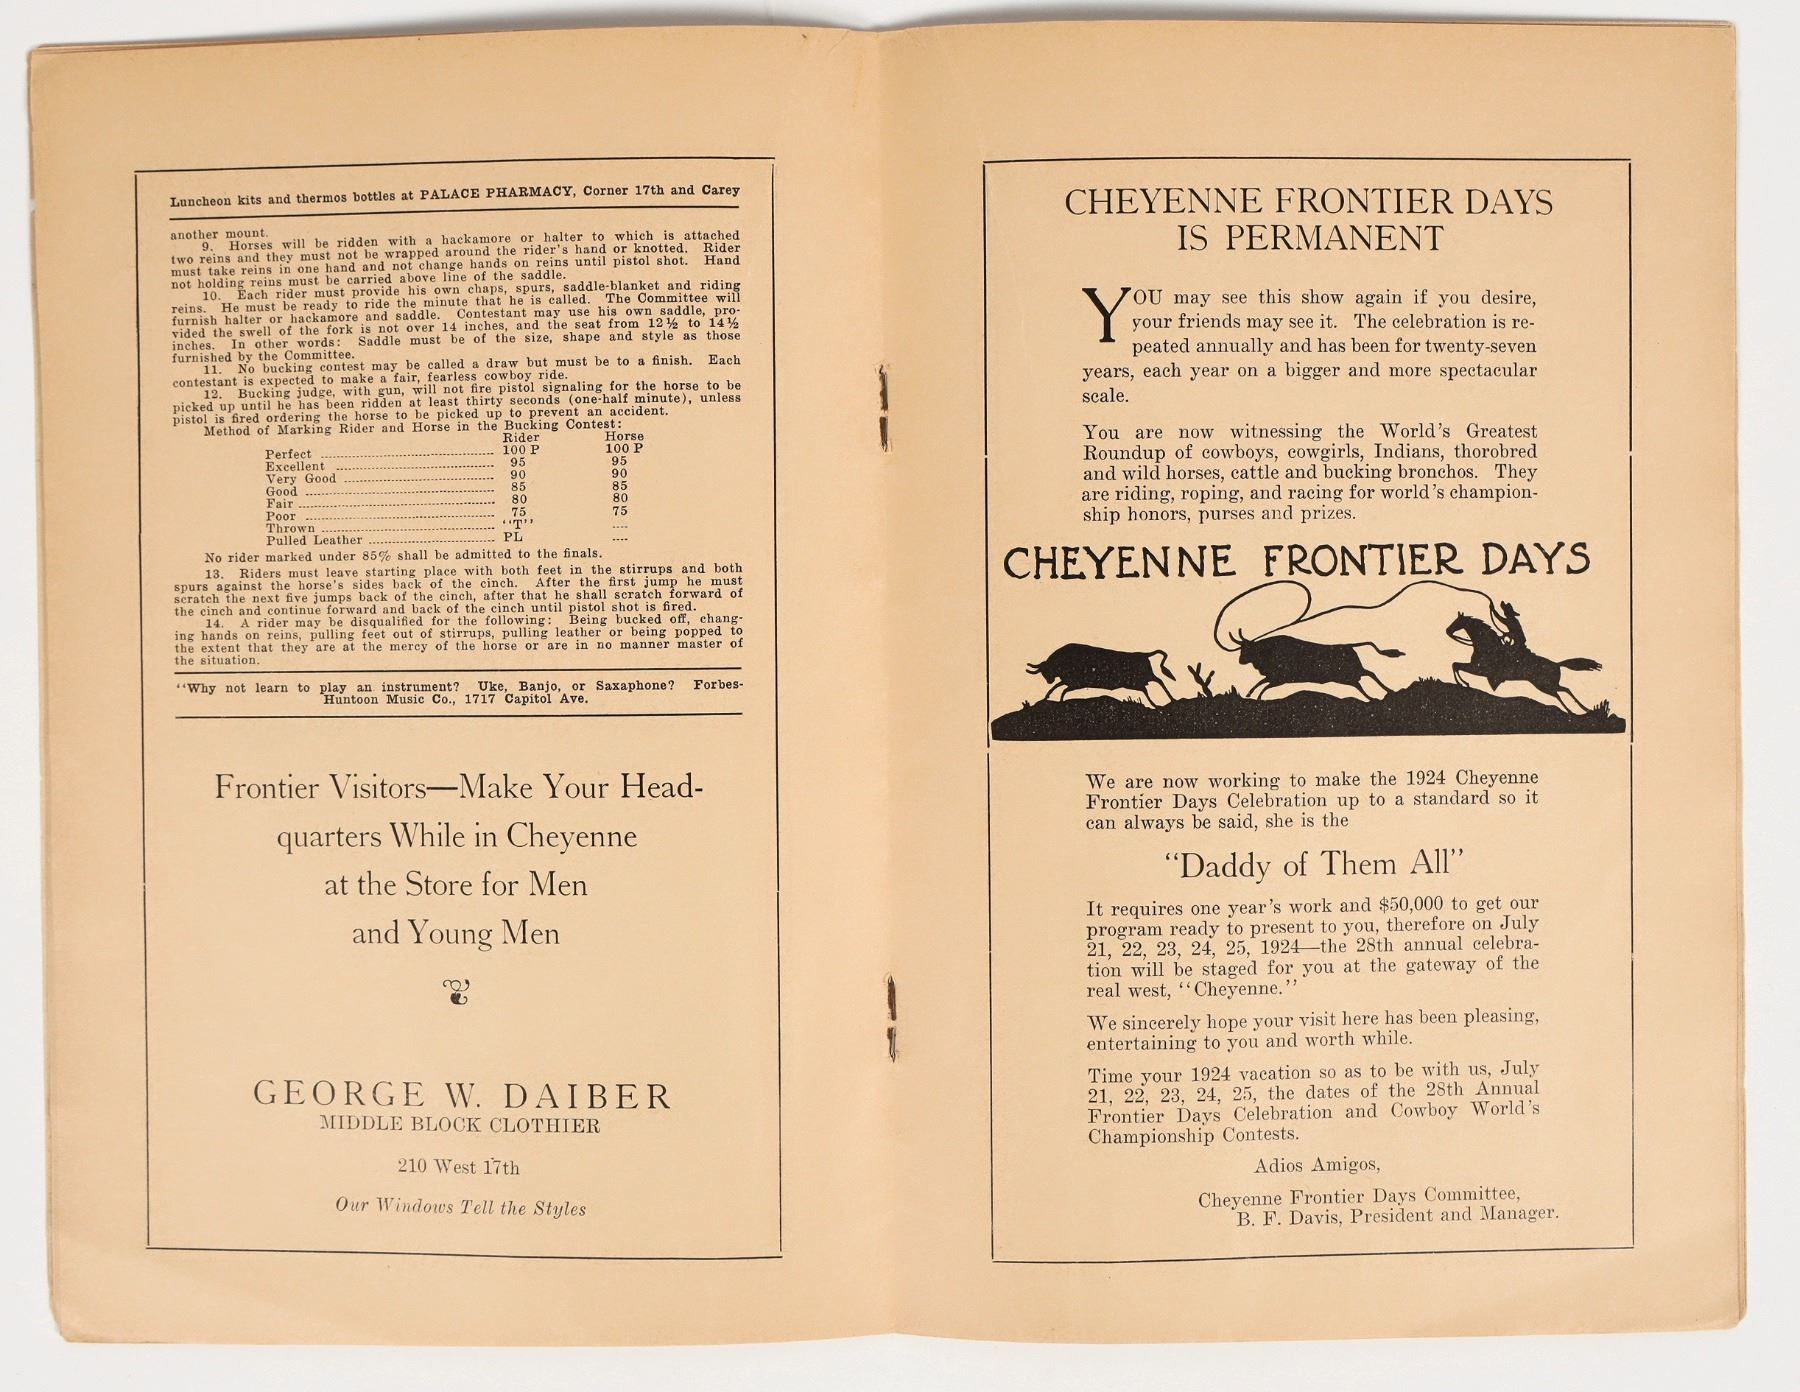 Luncheon kits and thermos bottles at PALACE PHARMACY, Corner 17th and Carey
another mount.
9. Horses will be ridden with a hackamore or halter to which is attached
two reins and they must not be wrapped around the rider's hand or knotted. Rider
must take reins in one hand and not change hands on reins until pistol shot. Hand
not holding reins must be carried above line of the saddle.
10. Each rider must provide his own chaps, spurs, saddle-blanket and riding
reins. He must be ready to ride the minute that he is called. The Committee will
furnish halter or hackamore and saddle. Contestant may use his own saddle, pro-
vided the swell of the fork is not over 14 inches, and the seat from 12½ to 14½
inches. In other words: Saddle must be of the size, shape and style as those
furnished by the Committee.
11. No bucking contest may be called a draw but must be to a finish. Each
contestant is expected to make a fair, fearless cowboy ride.
12. Bucking judge, with gun, will not fire pistol signaling for the horse to be
picked up until he has been ridden at least thirty seconds (one-half minute), unless
pistol is fired ordering the horse to be picked up to prevent an accident.
Method of Marking Rider and Horse in the Bucking Contest:
Rider Horse
Perfect 100 P 100 P
Excellent 95 95
Very Good 90 90
Good 85 85
Fair 80 80
Poor 75 75
Thrown "T" ----
Pulled Leather PL ----
No rider marked under 85% shall be admitted to the finals.
13. Riders must leave starting place with both feet in the stirrups and both
spurs against the horse's sides back of the cinch. After the first jump he must
scratch the next five jumps back of the cinch, after that he shall scratch forward of
the cinch and continue forward and back of the cinch until pistol shot is fired.
14. A rider may be disqualified for the following: Being bucked off, chang-
ing hands on reins, pulling feet out of stirrups, pulling leather or being popped to
the extent that they are at the mercy of the horse or are in no manner master of
the situation.
"Why not learn to play an instrument? Uke, Banjo, or Saxaphone? Forbes-
Huntoon Music Co., 1717 Capitol Ave.
Frontier Visitors—Make Your Head-
quarters While in Cheyenne
at the Store for Men
and Young Men
GEORGE W. DAIBER
MIDDLE BLOCK CLOTHIER
210 West 17th
Our Windows Tell the Styles
CHEYENNE FRONTIER DAYS
IS PERMANENT
YOU may see this show again if you desire,
your friends may see it. The celebration is re-
peated annually and has been for twenty-seven
years, each year on a bigger and more spectacular
scale.
You are now witnessing the World's Greatest
Roundup of cowboys, cowgirls, Indians, thorobred
and wild horses, cattle and bucking bronchos. They
are riding, roping, and racing for world's champion-
ship honors, purses and prizes.
CHEYENNE FRONTIER DAYS
We are now working to make the 1924 Cheyenne
Frontier Days Celebration up to a standard so it
can always be said, she is the
"Daddy of Them All"
It requires one year's work and $50,000 to get our
program ready to present to you, therefore on July
21, 22, 23, 24, 25, 1924—the 28th annual celebra-
tion will be staged for you at the gateway of the
real west, "Cheyenne."
We sincerely hope your visit here has been pleasing,
entertaining to you and worth while.
Time your 1924 vacation so as to be with us, July
21, 22, 23, 24, 25, the dates of the 28th Annual
Frontier Days Celebration and Cowboy World's
Championship Contests.
Adios Amigos,
Cheyenne Frontier Days Committee,
B. F. Davis, President and Manager.